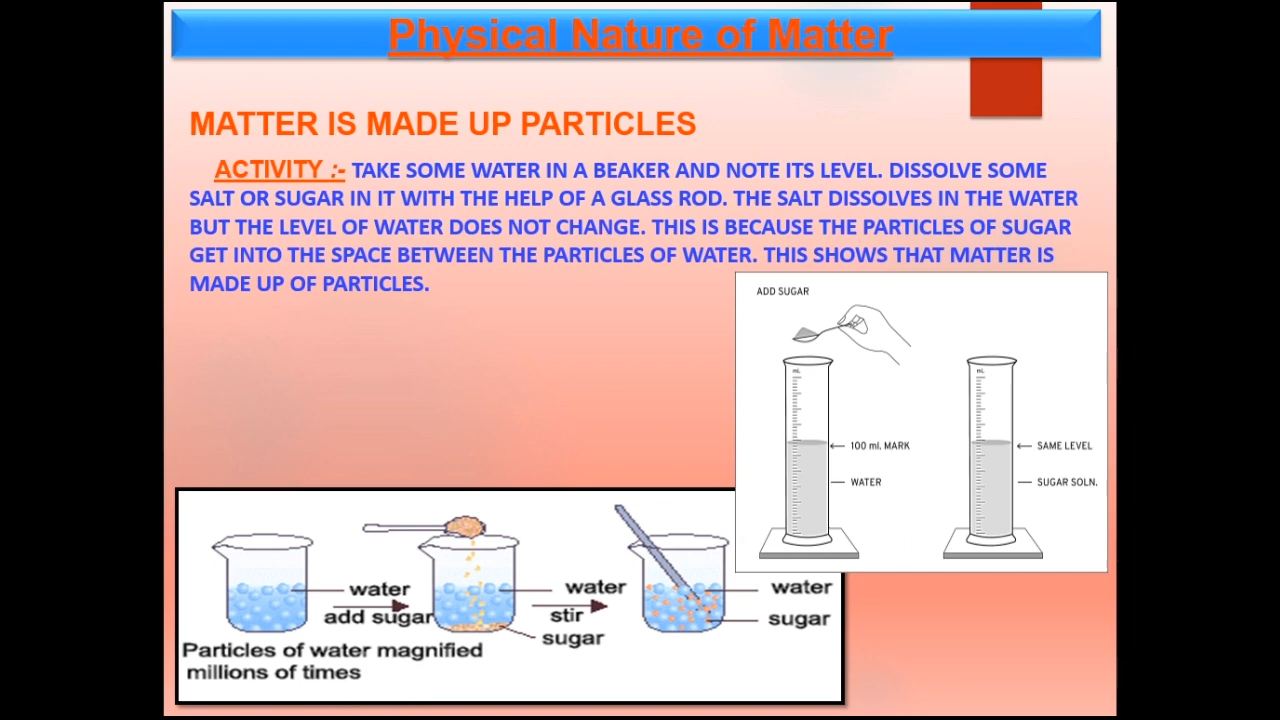 Physical Nature of Matter
MATTER IS MADE UP PARTICLES
ACTIVITY :- TAKE SOME WATER IN A BEAKER AND NOTE ITS LEVEL. DISSOLVE SOME
SALT OR SUGAR IN IT WITH THE HELP OF A GLASS ROD. THE SALT DISSOLVES IN THE WATER
BUT THE LEVEL OF WATER DOES NOT CHANGE. THIS IS BECAUSE THE PARTICLES OF SUGAR
GET INTO THE SPACE BETWEEN THE PARTICLES OF WATER. THIS SHOWS THAT MATTER IS
MADE UP OF PARTICLES.
ADD SUGAR
mL
mL
100 ml. MARK
SAME LEVEL
WATER
SUGAR SOLN.
water
water
water
add sugar
stir
sugar
sugar
Particles of water magnified
millions of times